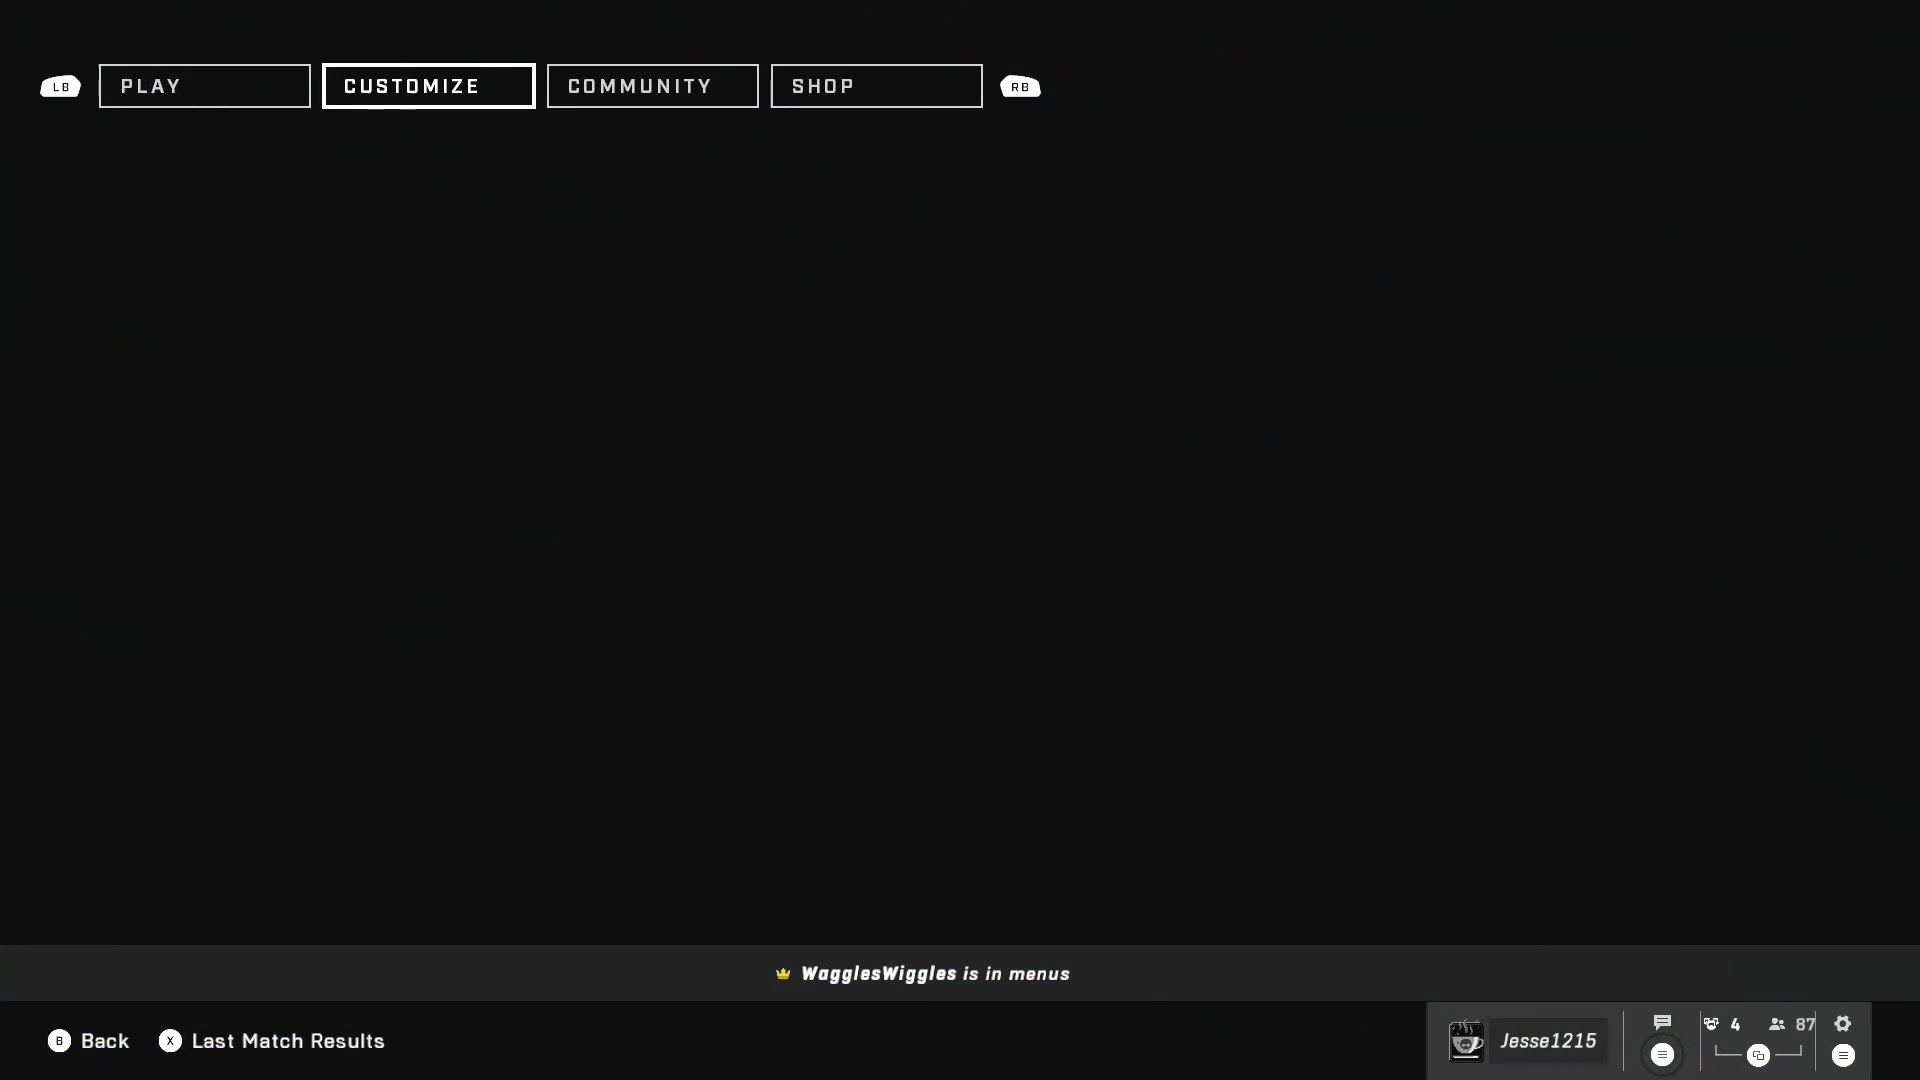 LB
PLAY
CUSTOMIZE
COMMUNITY
SHOP
RB
WagglesWiggles is in menus
B Back
X Last Match Results
Jesse1215
4
87